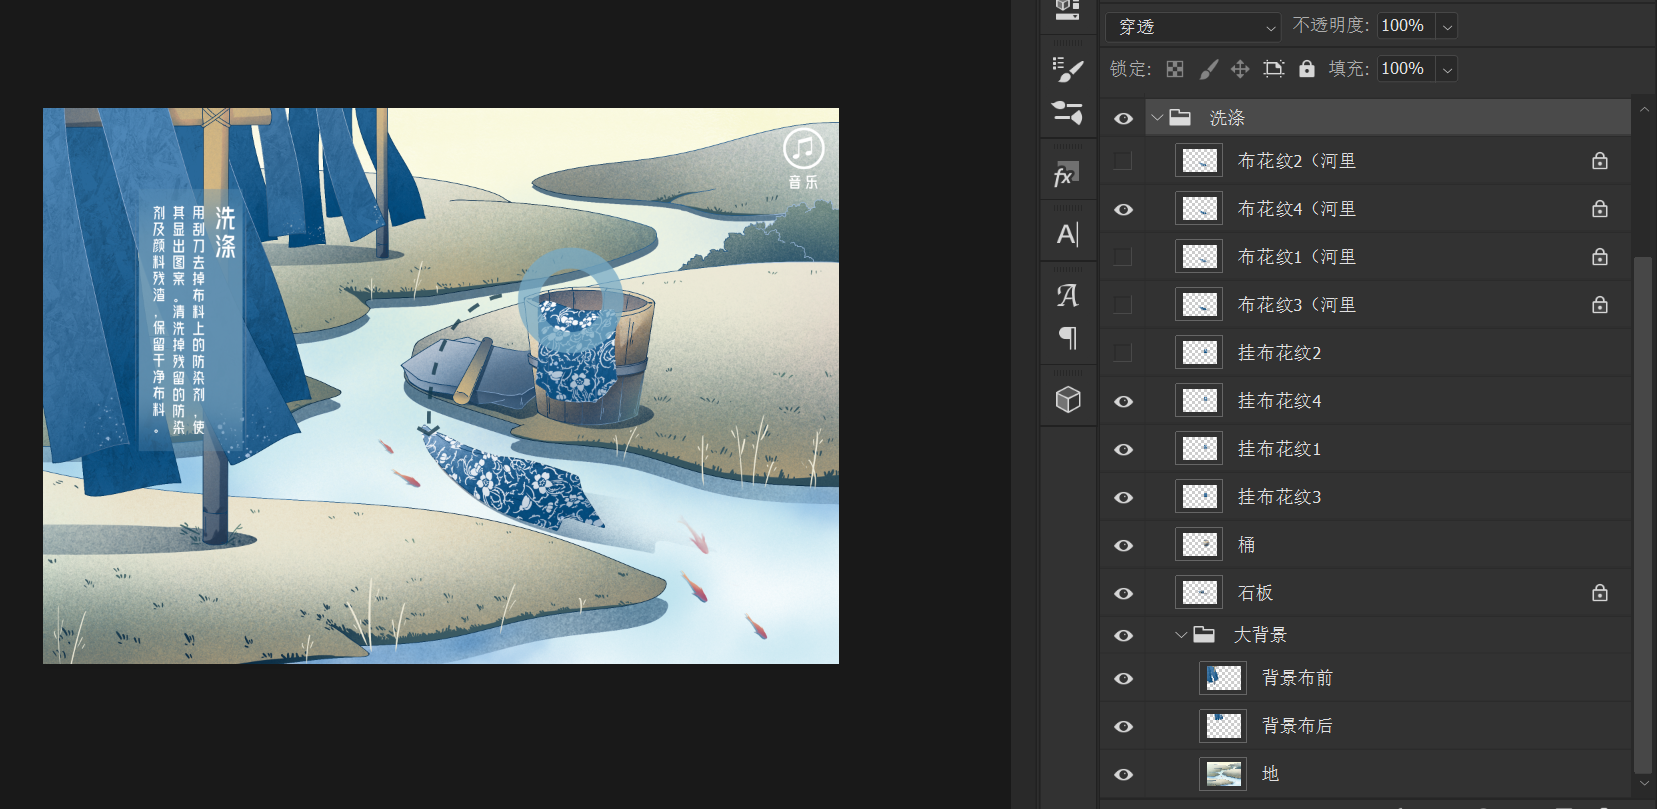 音乐
洗涤
用刮刀去掉布料上的防染剂，使
其显出图案。清洗掉残留的防染
剂及颜料残渣，保留干净布料。
穿透
不透明度: 100%
锁定:
填充: 100%
洗涤
布花纹2（河里
布花纹4（河里
布花纹1（河里
布花纹3（河里
挂布花纹2
挂布花纹4
挂布花纹1
挂布花纹3
桶
石板
大背景
背景布前
背景布后
地